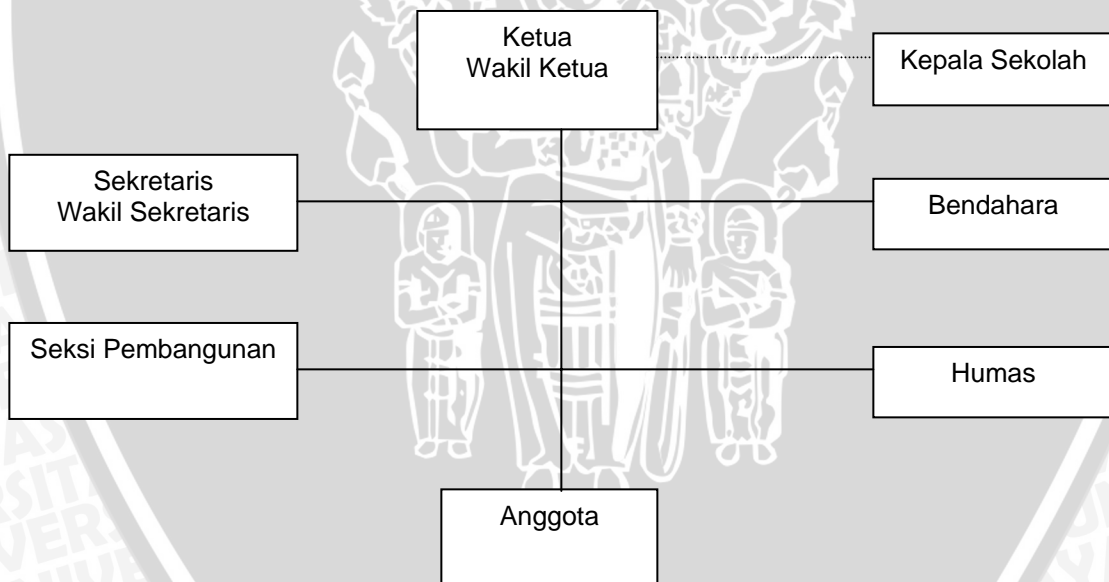 Ketua
Wakil Ketua
Kepala Sekolah
Sekretaris
Wakil Sekretaris
Bendahara
Seksi Pembangunan
Humas
Anggota